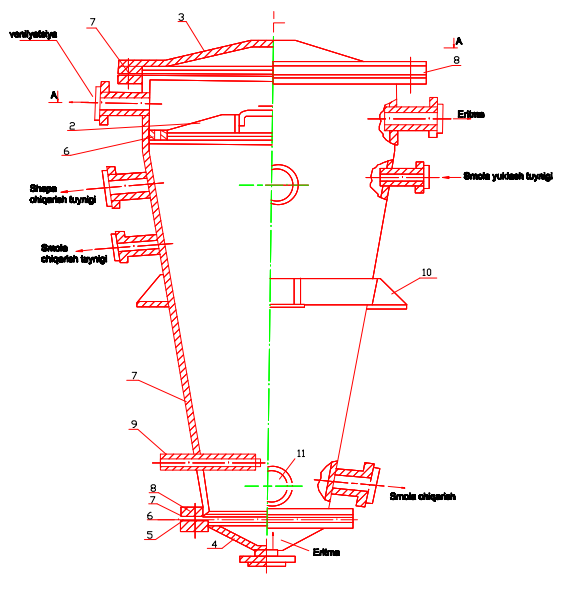 3
7
vaniyatsiya
A
8
A
2
Eritma
6
Shapa
chiqarish tuynigi
Smola yuklash tuynigi
Smola
chiqarish tuynigi
10
7
9
11
8
7
6
5
4
Smola chiqarish
Eritma